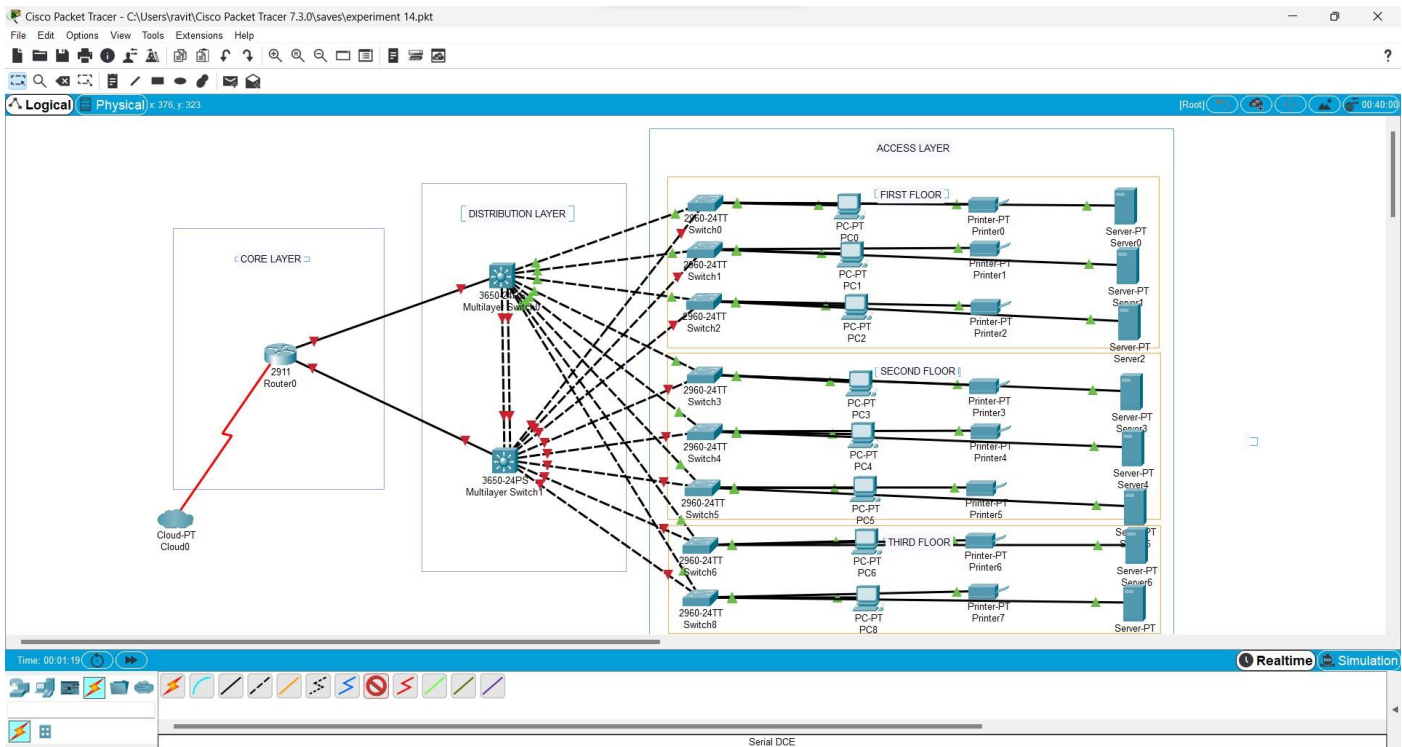 Cisco Packet Tracer - C:\Users\ravit\Cisco Packet Tracer 7.3.0\saves\experiment 14.pkt
File Edit Options View Tools Extensions Help
?
Logical Physical x: 376, y: 323
[Root] 00:40:00
ACCESS LAYER
DISTRIBUTION LAYER
CORE LAYER
FIRST FLOOR
2960-24TT
Switch0
PC-PT
PC0
Printer-PT
Printer0
Server-PT
Server0
2960-24TT
Switch1
PC-PT
PC1
Printer-PT
Printer1
Server-PT
Server1
2960-24TT
Switch2
PC-PT
PC2
Printer-PT
Printer2
Server-PT
Server2
Multilayer
2911
Router0
SECOND FLOOR
2960-24TT
Switch3
PC-PT
PC3
Printer-PT
Printer3
Server-PT
Server3
2960-24TT
Switch4
PC-PT
PC4
Printer-PT
Printer4
Server-PT
Server4
3650-24PS
Multilayer Switch1
2960-24TT
Switch5
PC-PT
PC5
Printer-PT
Printer5
Cloud-PT
Cloud0
THIRD FLOOR
2960-24TT
Switch6
PC-PT
PC6
Printer-PT
Printer6
Server-PT
Server6
2960-24TT
Switch8
PC-PT
PC8
Printer-PT
Printer7
Server-PT
Time: 00:01:19
Realtime Simulation
Serial DCE